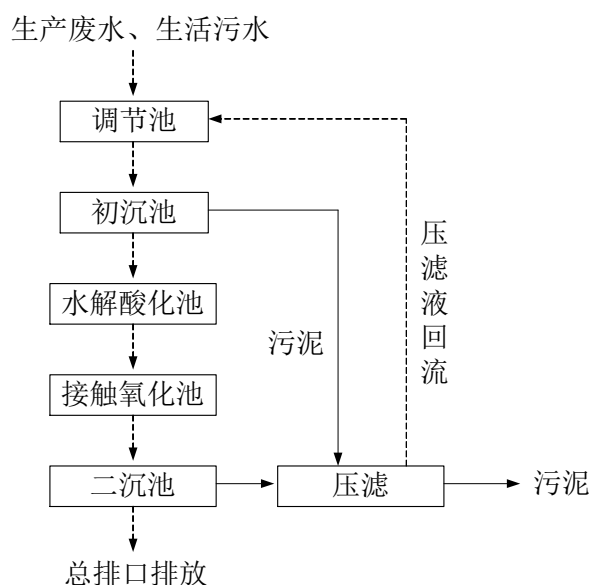 生产废水、生活污水
调节池
初沉池
水解酸化池
污泥
压滤液回流
接触氧化池
二沉池
压滤
污泥
总排口排放